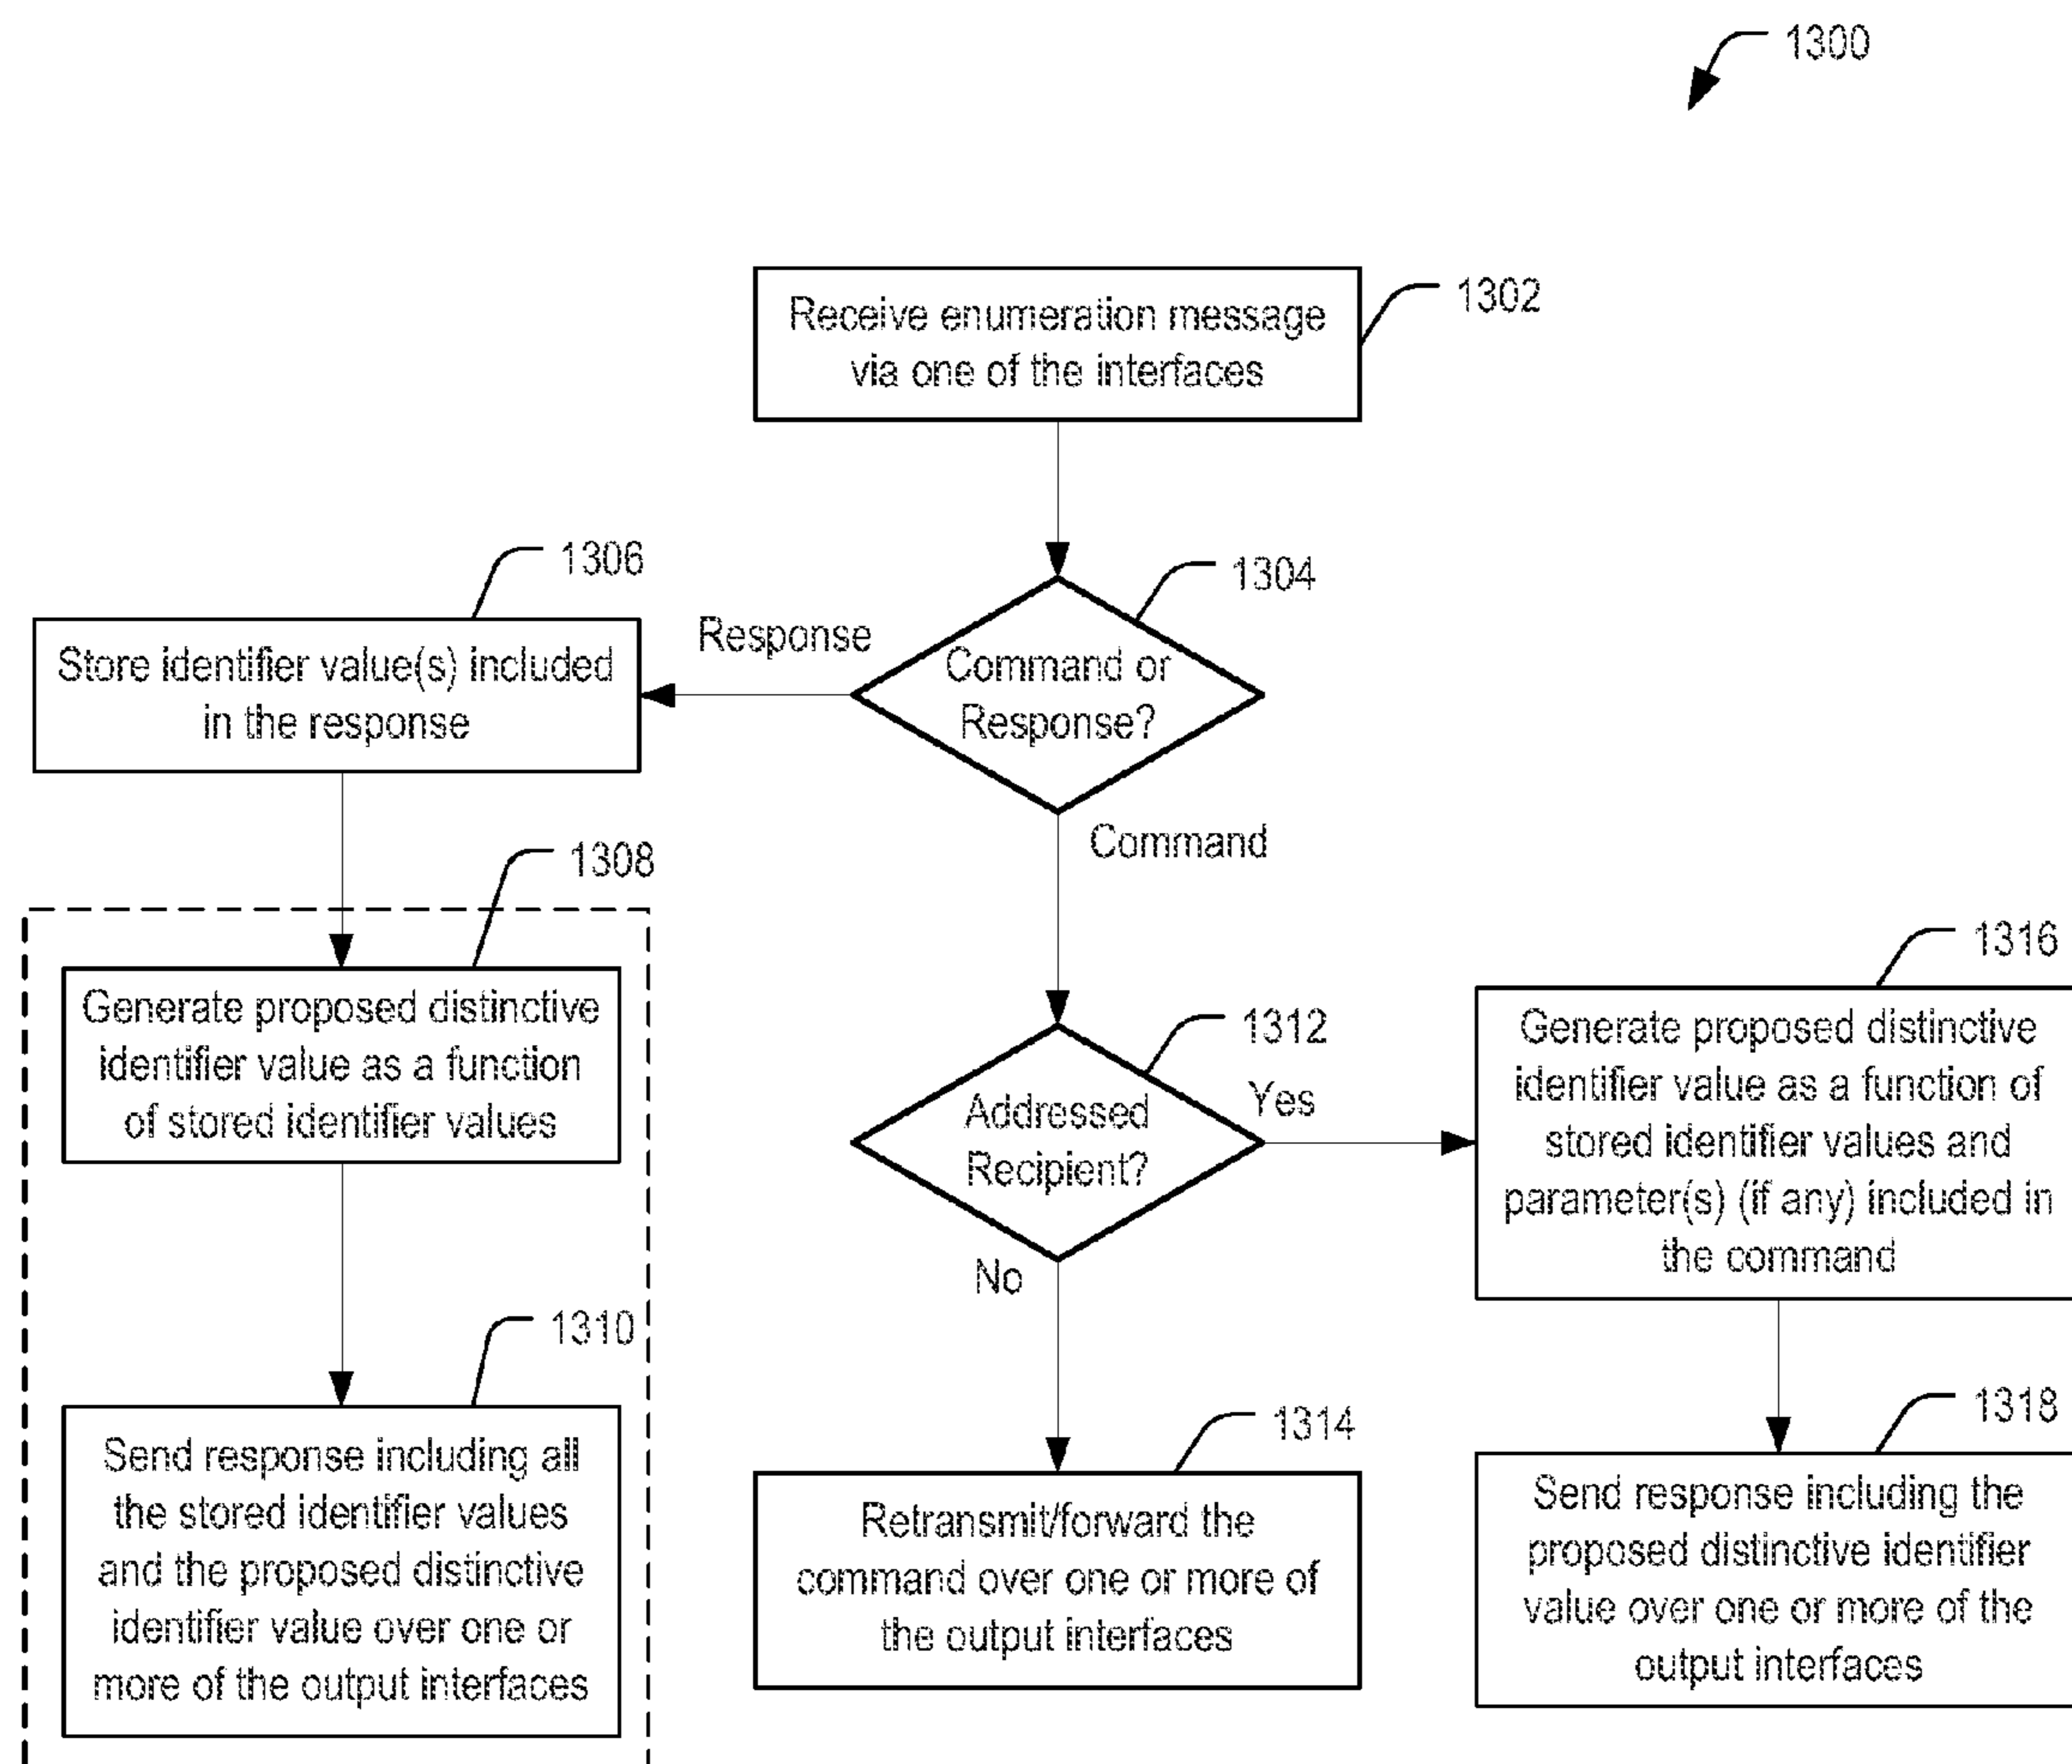 1300
Receive enumeration message
via one of the interfaces
1302
1304
Command or
Response?
Response
1306
Store identifier value(s) included
in the response
1308
Generate proposed distinctive
identifier value as a function
of stored identifier values
1310
Send response including all
the stored identifier values
and the proposed distinctive
identifier value over one or
more of the output interfaces
Command
1312
Addressed
Recipient?
Yes
No
1314
Retransmit/forward the
command over one or more of
the output interfaces
1316
Generate proposed distinctive
identifier value as a function of
stored identifier values and
parameter(s) (if any) included in
the command
1318
Send response including the
proposed distinctive identifier
value over one or more of the
output interfaces